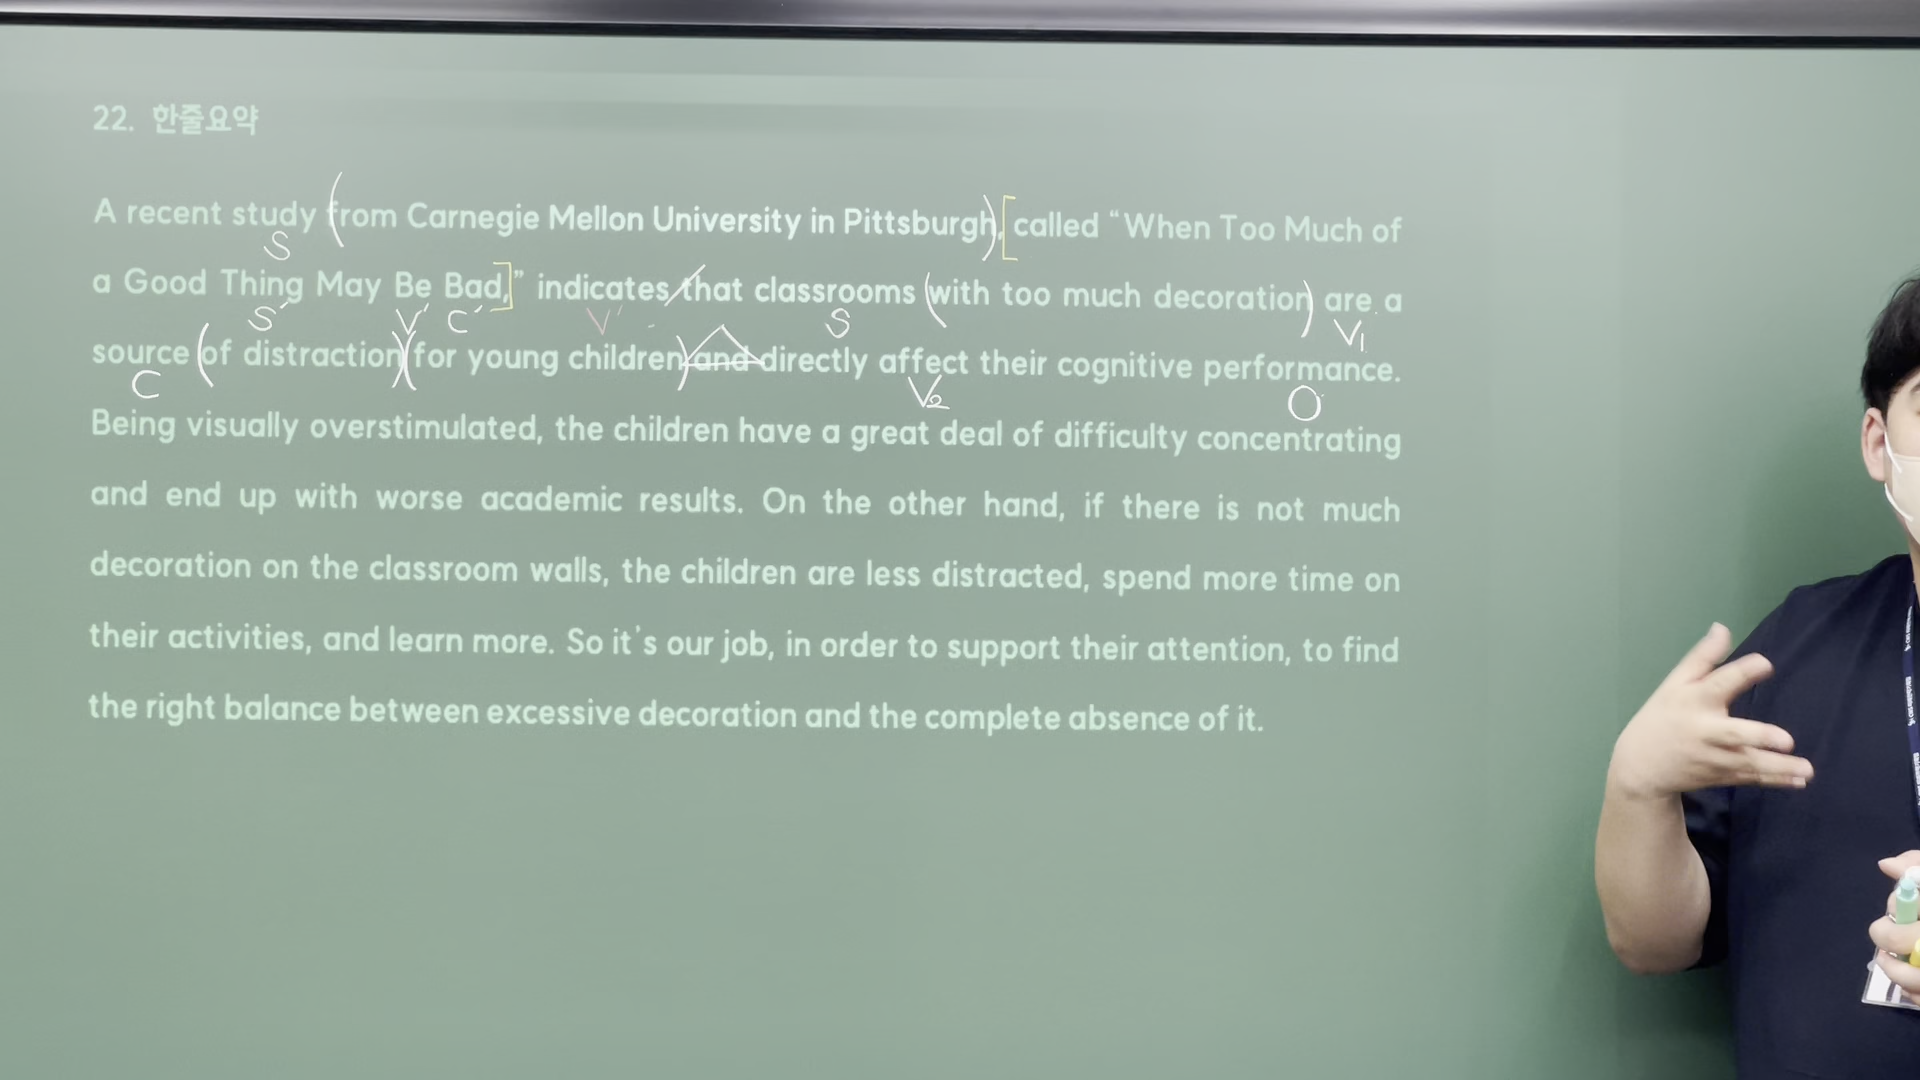 22. 한줄요약
A recent study (from Carnegie Mellon University in Pittsburgh), [called “When Too Much of
S
a Good Thing May Be Bad,]” indicates / that classrooms (with too much decoration) are a
S' V' C' V' S V₁
source (of distraction)(for young children) and directly affect their cognitive performance.
C V₂ O
Being visually overstimulated, the children have a great deal of difficulty concentrating
and end up with worse academic results. On the other hand, if there is not much
decoration on the classroom walls, the children are less distracted, spend more time on
their activities, and learn more. So it's our job, in order to support their attention, to find
the right balance between excessive decoration and the complete absence of it.